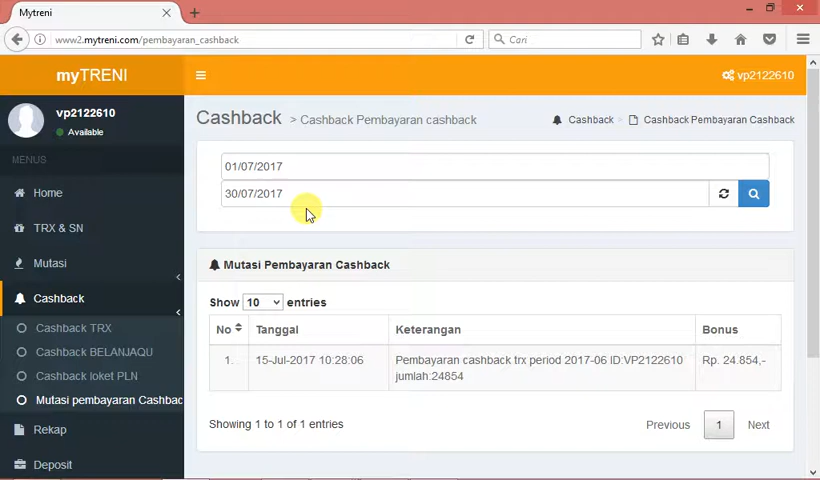 Mytreni
www2.mytreni.com/pembayaran_cashback
Cari
myTRENI
vp2122610
vp2122610
Available
Cashback > Cashback Pembayaran cashback
Cashback > Cashback Pembayaran Cashback
MENUS
Home
TRX & SN
Mutasi
Cashback
Cashback TRX
Cashback BELANJAQU
Cashback loket PLN
Mutasi pembayaran Cashbac
Rekap
Deposit
01/07/2017
30/07/2017
Mutasi Pembayaran Cashback
Show 10 entries
No Tanggal Keterangan Bonus
1. 15-Jul-2017 10:28:06 Pembayaran cashback trx period 2017-06 ID:VP2122610 Rp. 24.854,-
jumlah:24854
Showing 1 to 1 of 1 entries
Previous 1 Next